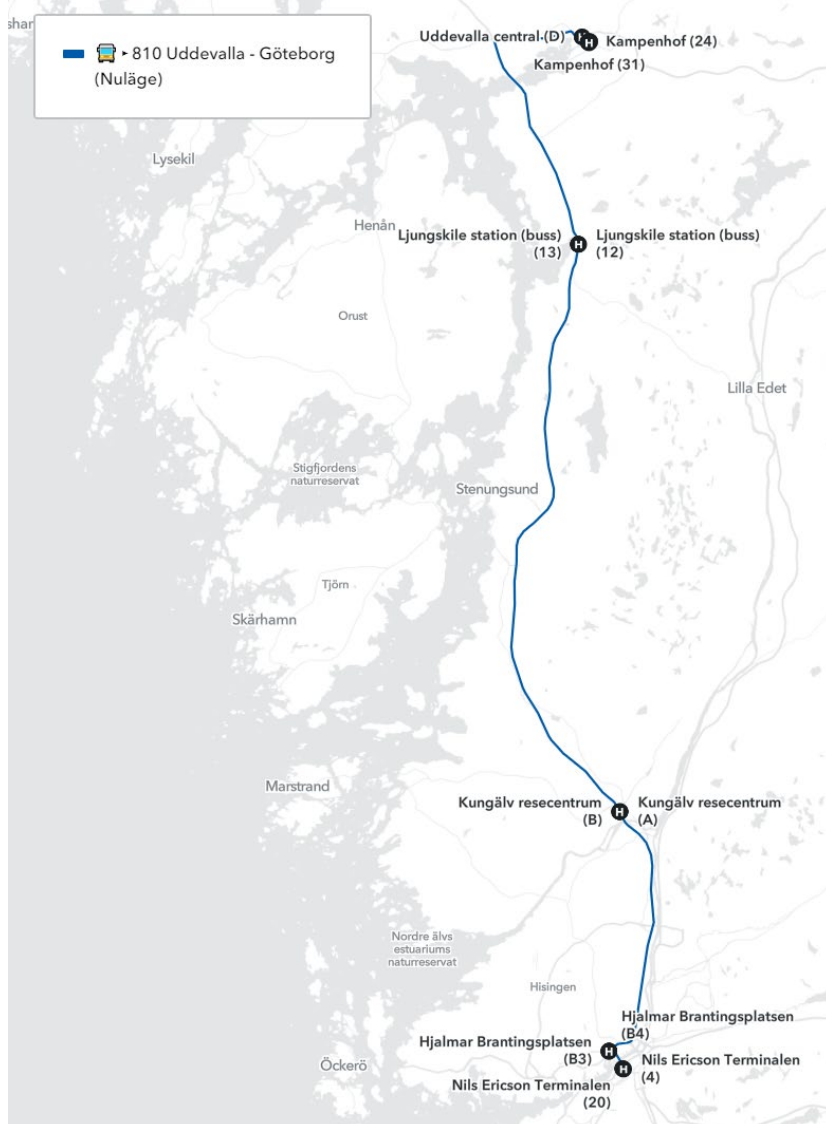 810 Uddevalla - Göteborg
(Nuläge)
Uddevalla central (D)
Kampenhof (24)
Kampenhof (31)
Lysekil
Henån
Ljungskile station (buss)
(13)
Ljungskile station (buss)
(12)
Orust
Lilla Edet
Stigfjordens
naturreservat
Stenungsund
Tjörn
Skärhamn
Marstrand
Kungälv resecentrum
(B)
Kungälv resecentrum
(A)
Nordre älvs
estuariums
naturreservat
Hisingen
Hjalmar Brantingsplatsen
(B4)
Hjalmar Brantingsplatsen
(B3)
Nils Ericson Terminalen
(4)
Öckerö
Nils Ericson Terminalen
(20)